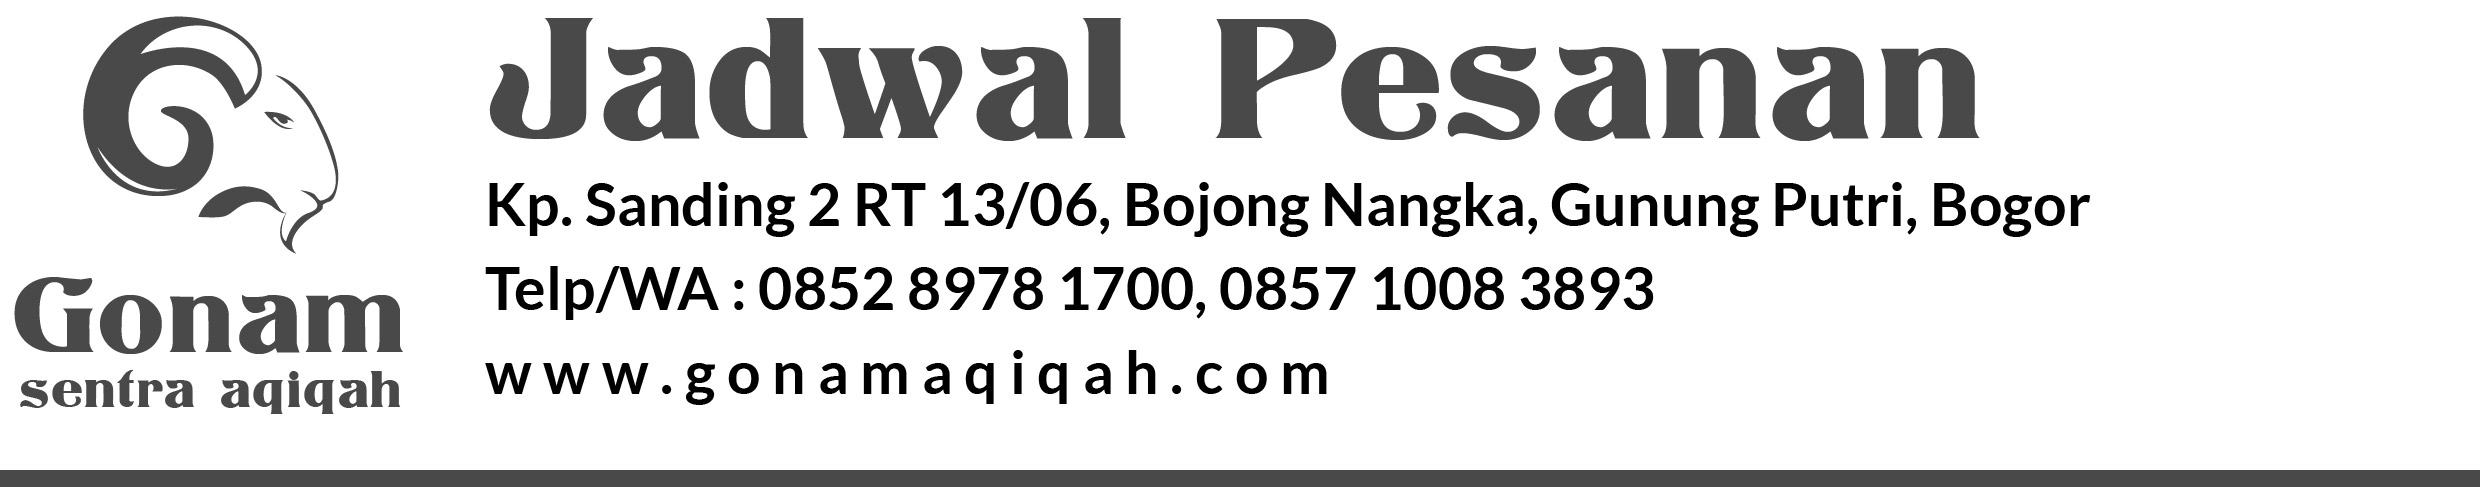 Jadwal Pesanan
Kp. Sanding 2 RT 13/06, Bojong Nangka, Gunung Putri, Bogor
Telp/WA : 0852 8978 1700, 0857 1008 3893
www.gonamaqiqah.com
Gonam
sentra aqiqah